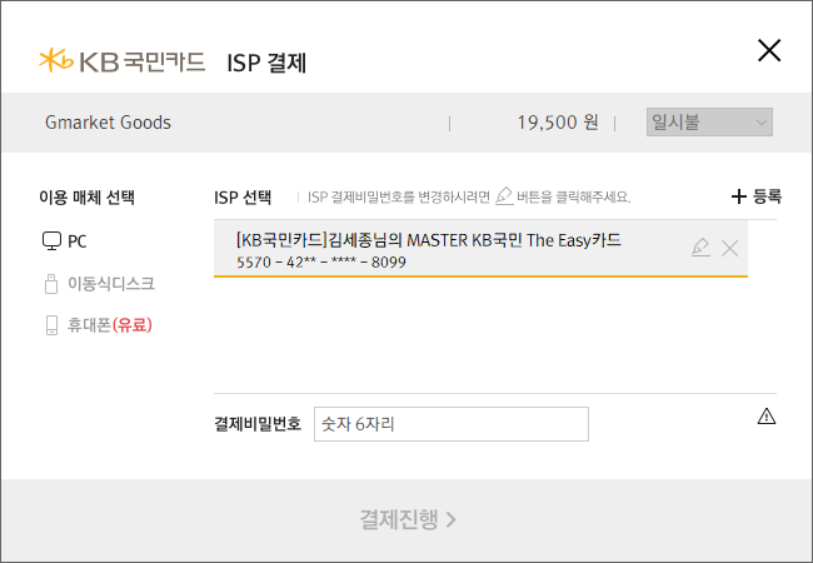 KB국민카드 ISP 결제
Gmarket Goods 19,500 원 일시불
이용 매체 선택
PC
이동식디스크
휴대폰(유료)
ISP 선택 ISP 결제비밀번호를 변경하시려면 버튼을 클릭해주세요. + 등록
[KB국민카드]김세종님의 MASTER KB국민 The Easy카드
5570 - 42** - **** - 8099
결제비밀번호 숫자 6자리
결제진행 >